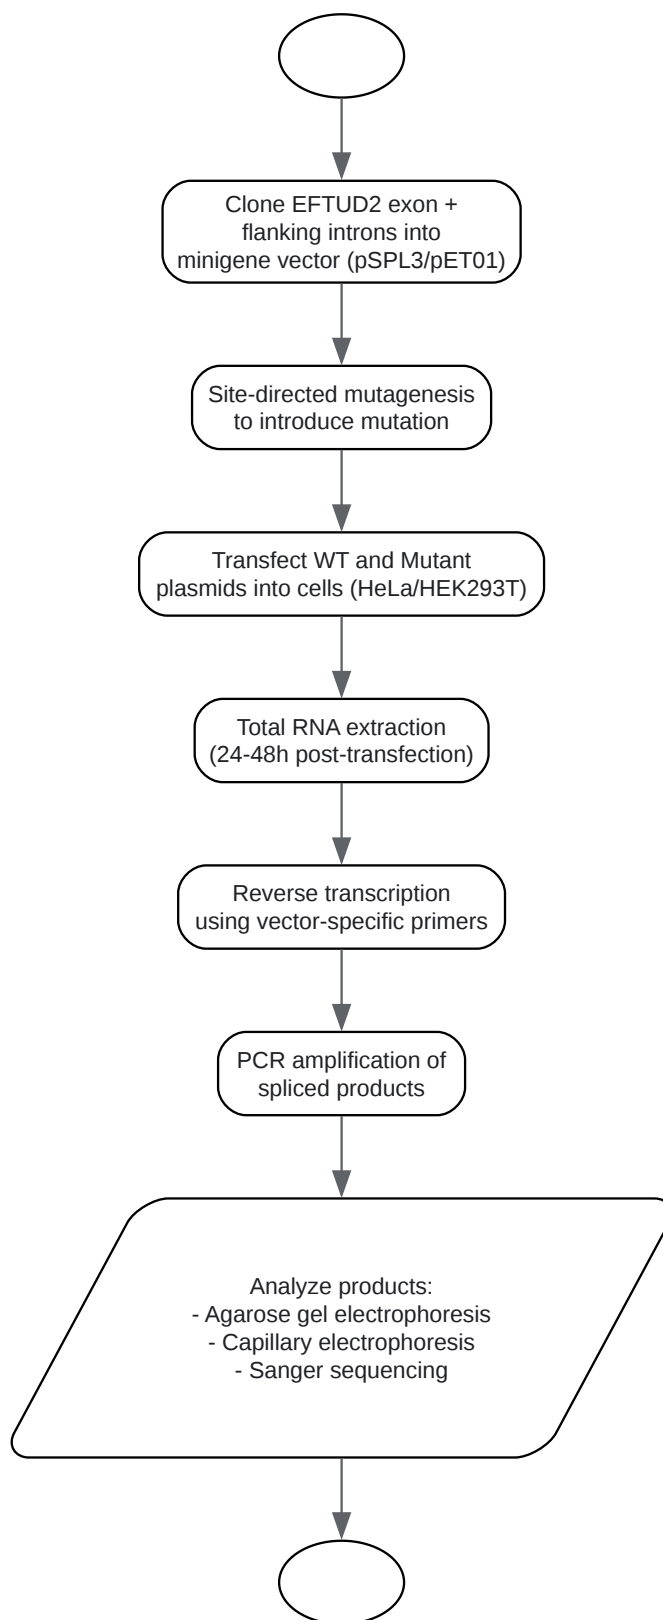 Clone EFTUD2 exon +
flanking introns into
minigene vector (pSPL3/pET01)
Site-directed mutagenesis
to introduce mutation
Transfect WT and Mutant
plasmids into cells (HeLa/HEK293T)
Total RNA extraction
(24-48h post-transfection)
Reverse transcription
using vector-specific primers
PCR amplification of
spliced products
Analyze products:
- Agarose gel electrophoresis
- Capillary electrophoresis
- Sanger sequencing